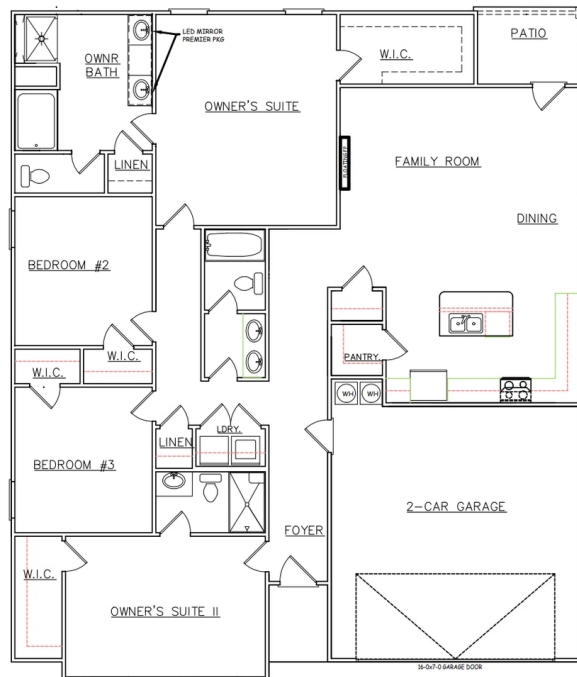 LED MIRROR
PREMIER PKG
OWNR
BATH
W.I.C.
PATIO
OWNER'S SUITE
LINEN
FAMILY ROOM
DINING
BEDROOM #2
W.I.C.
W.I.C.
PANTRY
WH
WH
LDRY.
LINEN
BEDROOM #3
2-CAR GARAGE
FOYER
W.I.C.
OWNER'S SUITE II
16-0x7-0 GARAGE DOOR